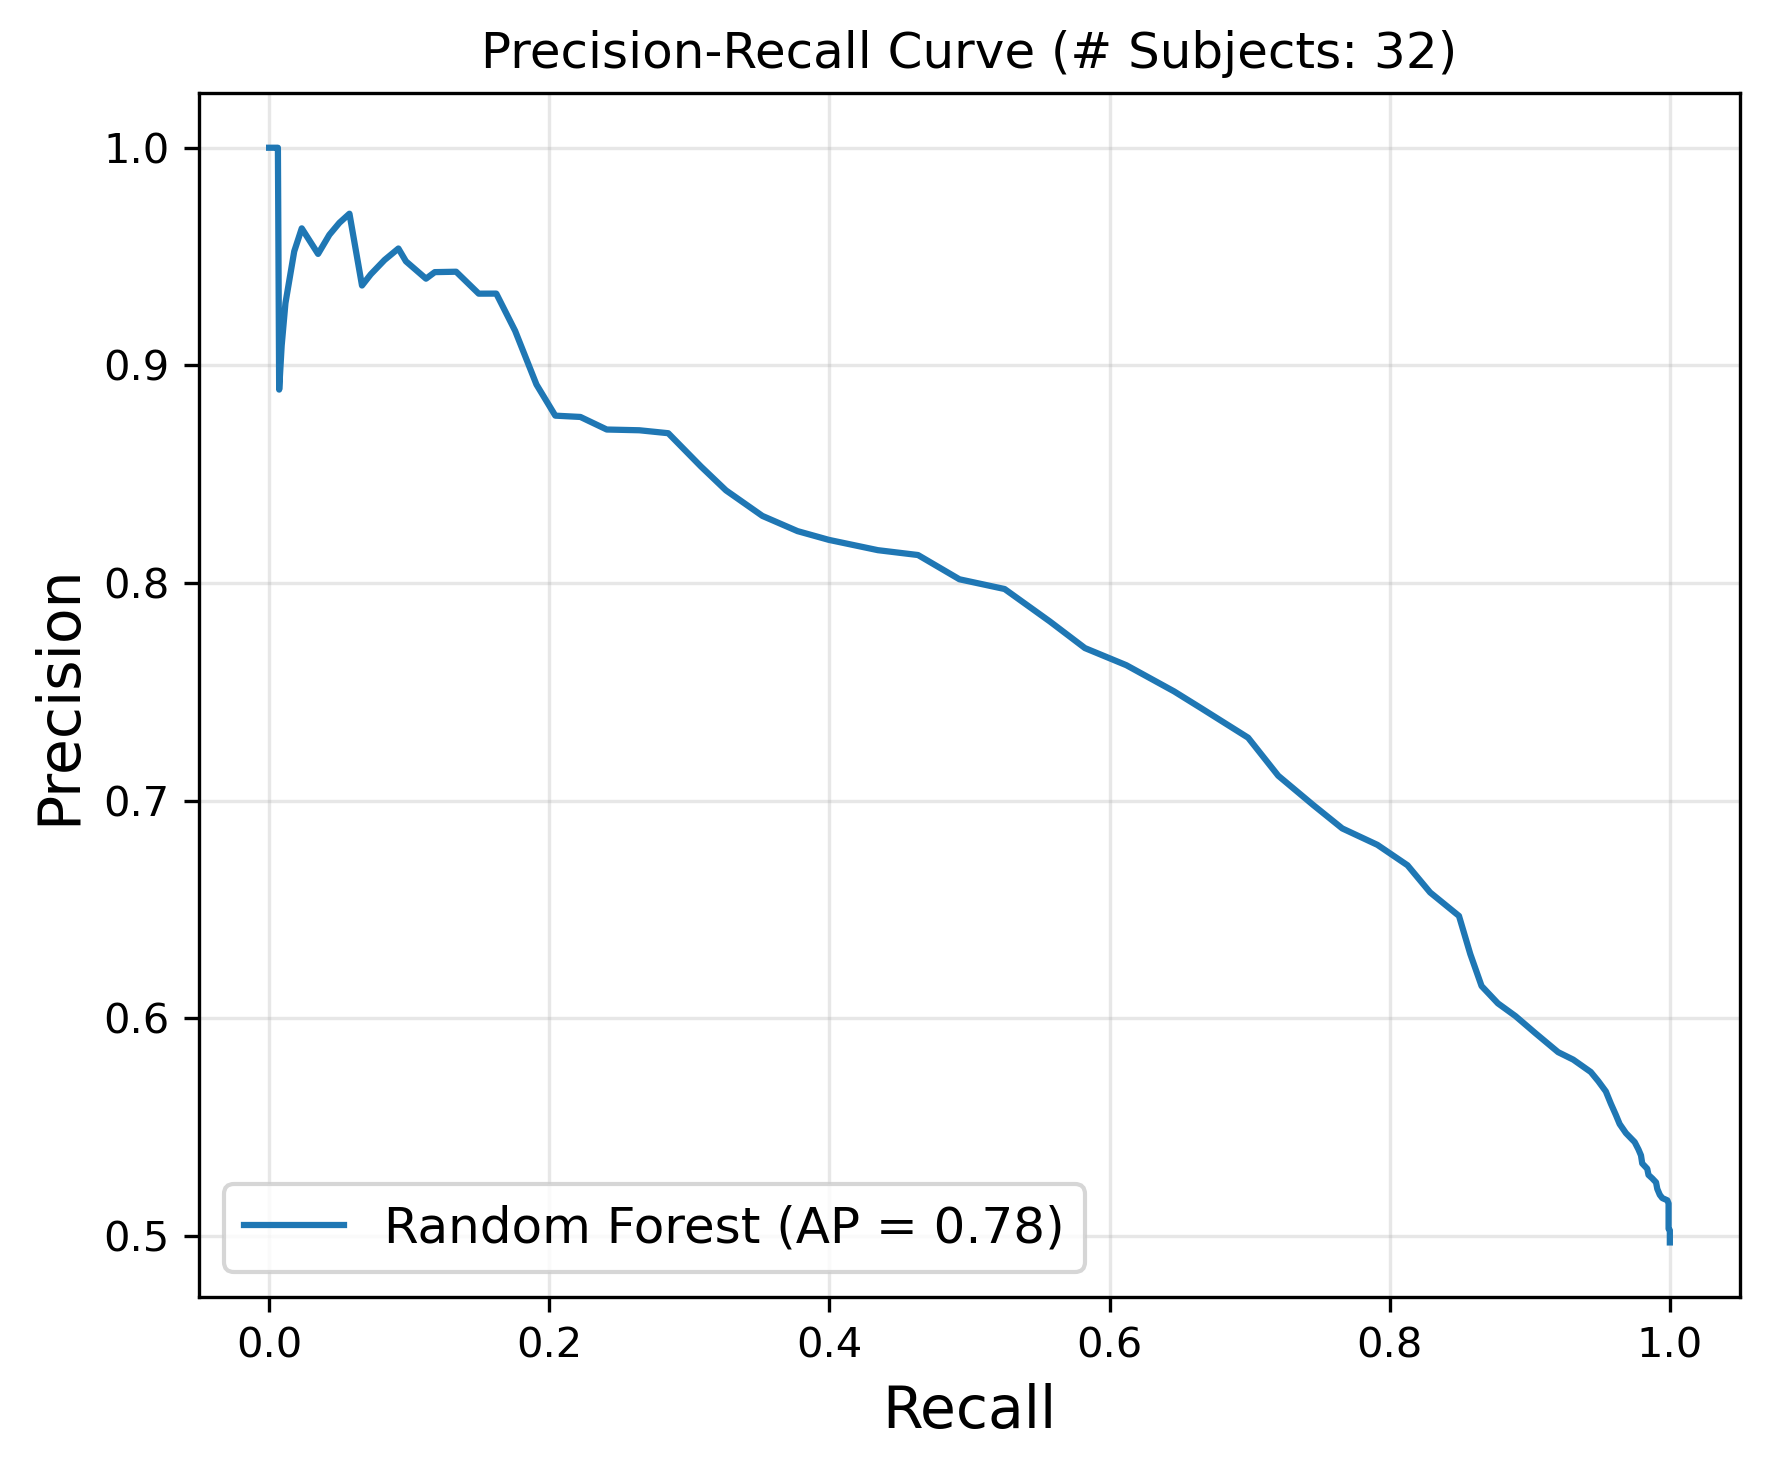 Precision-Recall Curve (# Subjects: 32)
1.0
0.9
0.8
0.7
0.6
0.5
Precision
Random Forest (AP = 0.78)
0.0 0.2 0.4 0.6 0.8 1.0
Recall